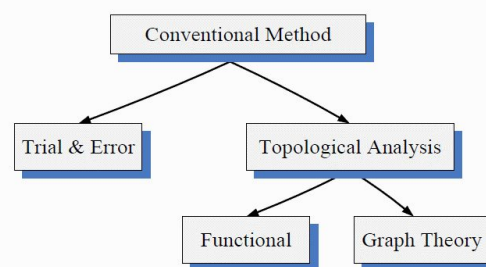 Conventional Method
Trial & Error
Topological Analysis
Functional
Graph Theory